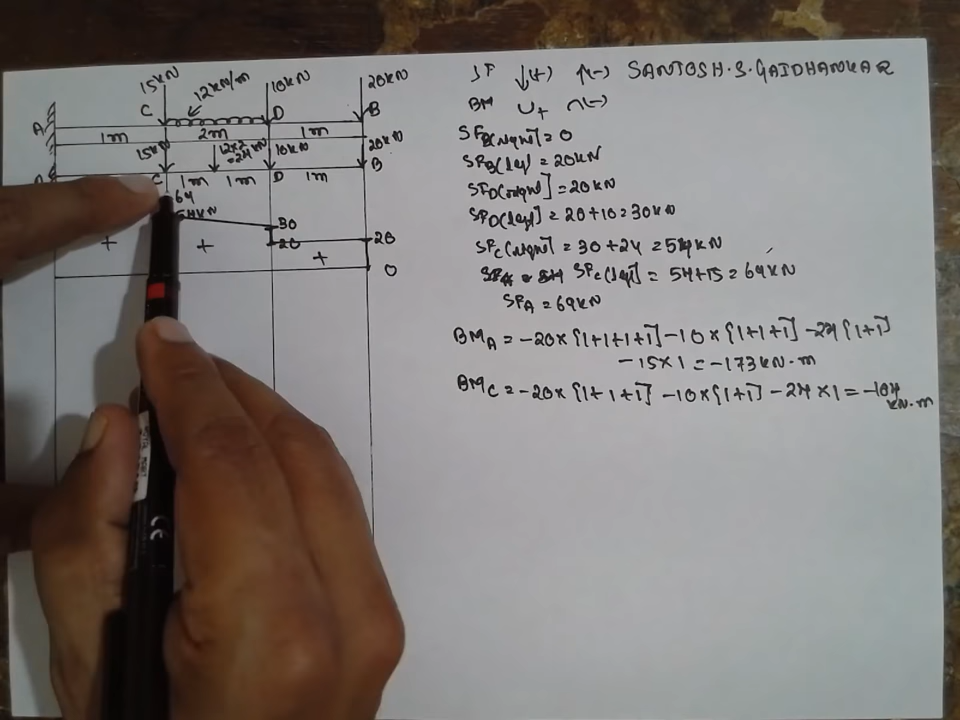 15kN 12kN/m 10kN 20kN
C D B
A
1m 2m 1m
15kN 12×2 10kN 20kN
=24kN
C 1m 1m D 1m B
64
54kN 30
20 20
+ + +
0
SF ↓(+) ↑(-) SANTOSH.S.GAIDHANKAR
BM ∪+ ∩(-)
SFB(right) = 0
SFB(left) = 20kN
SFD(right) = 20kN
SFD(left) = 20+10=30kN
SFC(right) = 30+24 = 54kN
SFC(left) = 54+15 = 69kN
SFA = 69kN
BMA = -20×[1+1+1+1] -10×[1+1+1] -24[1+1]
-15×1 = -173kN.m
BMC = -20×[1+1+1] -10×[1+1] -24×1 = -104
kN.m
CE